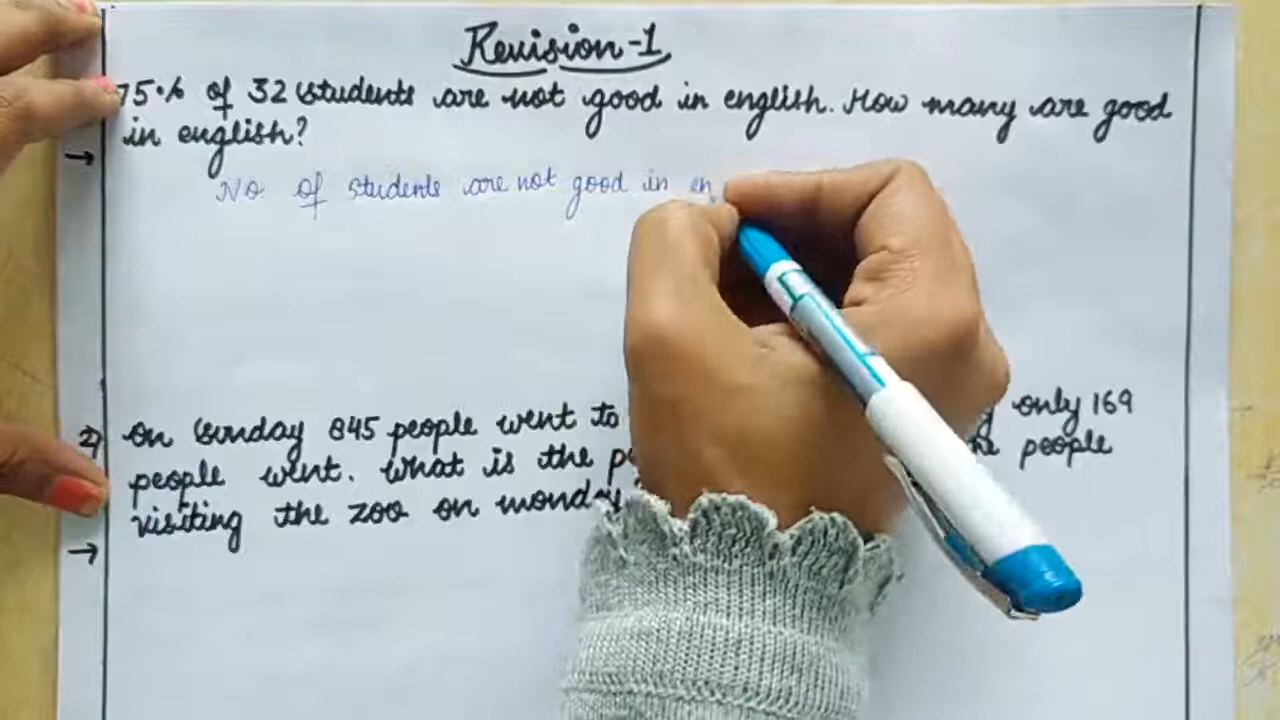 Revision-1
75% of 32 students are not good in english. How many are good
in english?
→
No. of students are not good in en
2) On sunday 845 people went to only 169
people went. What is the people
visiting the zoo on monday
→